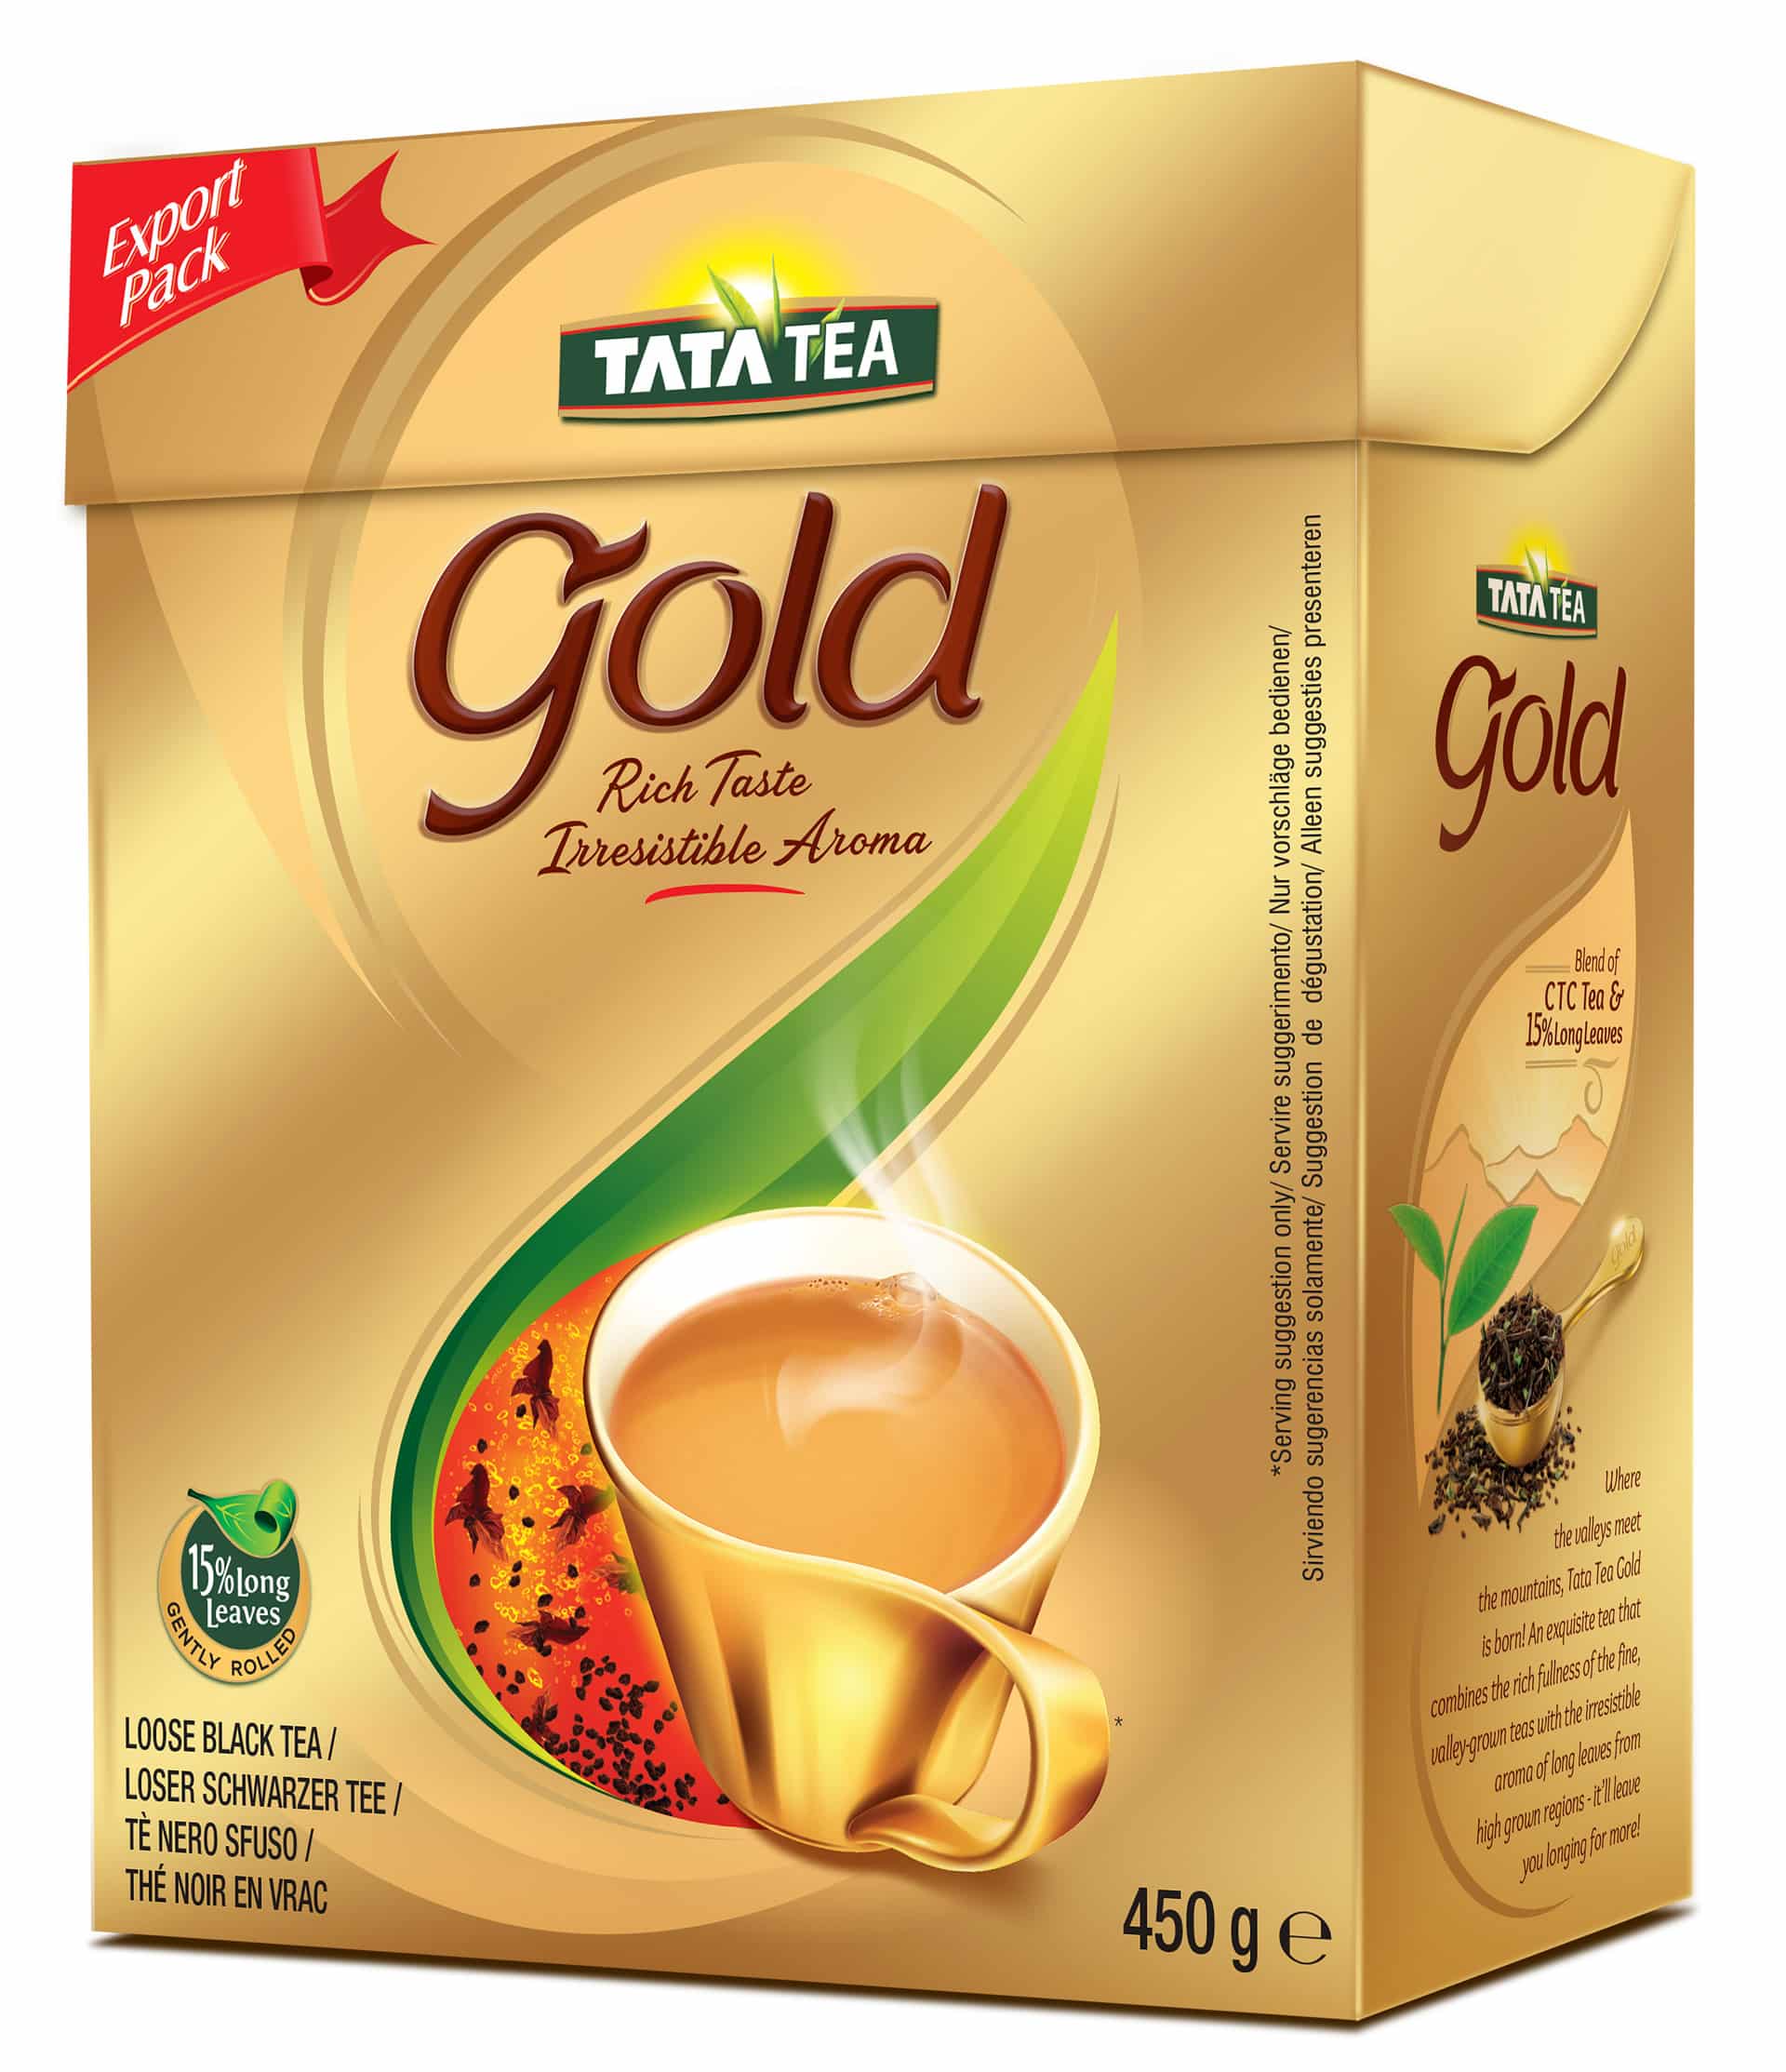 Export
Pack
TATA TEA
Gold
Rich Taste
Irresistible Aroma
15% Long
Leaves
GENTLY ROLLED
LOOSE BLACK TEA /
LOSER SCHWARZER TEE /
TÈ NERO SFUSO /
THÉ NOIR EN VRAC
*
450 g ℮
*Serving suggestion only/ Servire suggerimento/ Nur vorschläge bedienen/
Sirviendo sugerencias solamente/ Suggestion de dégustation/ Alleen suggesties presenteren
TATA TEA
Gold
Blend of
CTC Tea &
15% Long Leaves
gold
Where
the valleys meet
the mountains, Tata Tea Gold
is born! An exquisite tea that
combines the rich fullness of the fine,
valley-grown teas with the irresistible
aroma of long leaves from
high grown regions - it'll leave
you longing for more!